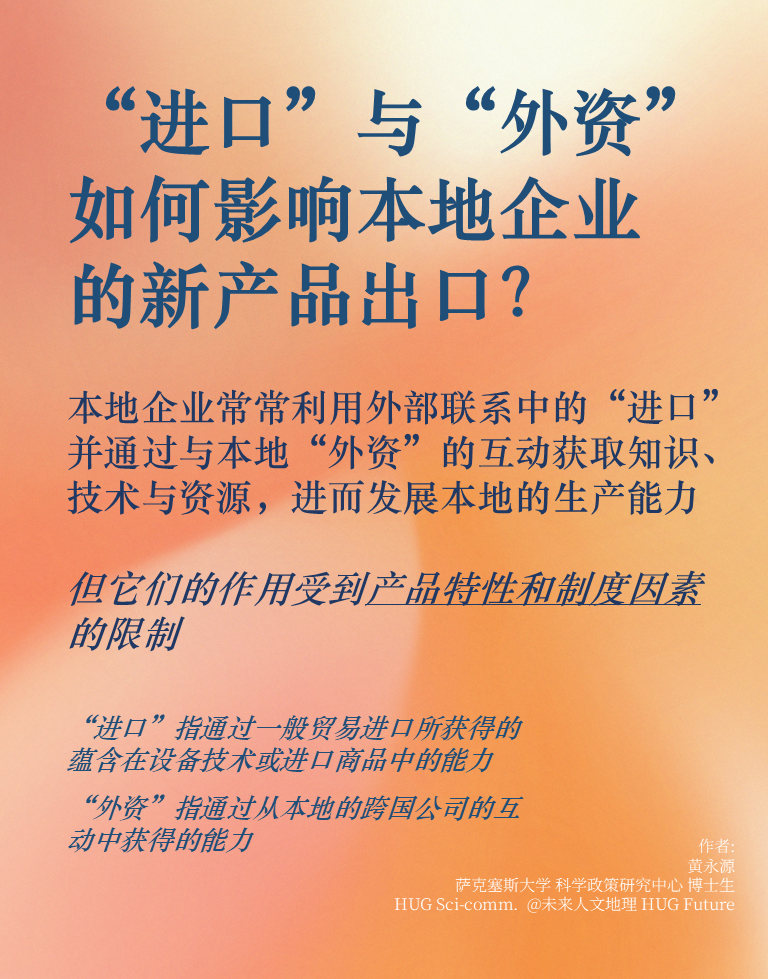 “进口”与“外资”
如何影响本地企业
的新产品出口?
本地企业常常利用外部联系中的“进口”
并通过与本地“外资”的互动获取知识、
技术与资源，进而发展本地的生产能力
但它们的作用受到产品特性和制度因素
的限制
“进口”指通过一般贸易进口所获得的
蕴含在设备技术或进口商品中的能力
“外资”指通过从本地的跨国公司的互
动中获得的能力
作者:
黄永源
萨克塞斯大学 科学政策研究中心 博士生
HUG Sci-comm. @未来人文地理 HUG Future